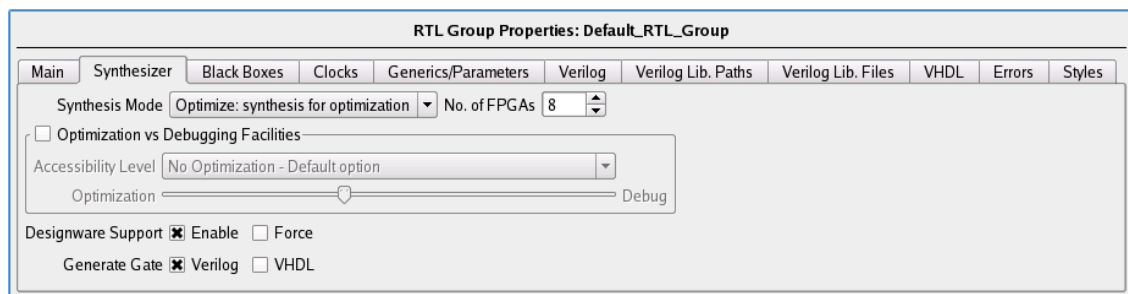 RTL Group Properties: Default_RTL_Group
Main Synthesizer Black Boxes Clocks Generics/Parameters Verilog Verilog Lib. Paths Verilog Lib. Files VHDL Errors Styles
Synthesis Mode Optimize: synthesis for optimization No. of FPGAs 8
Optimization vs Debugging Facilities
Accessibility Level No Optimization - Default option
Optimization Debug
Designware Support Enable Force
Generate Gate Verilog VHDL